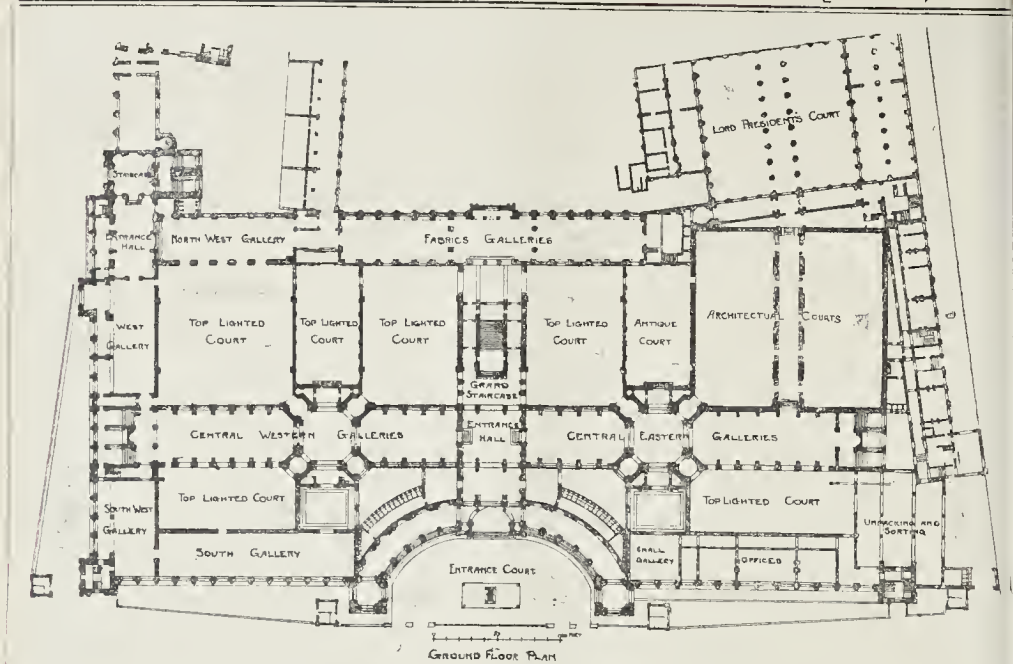 LORD PRESIDENT'S COURT
STAIRCASE
ENTRANCE
HALL
NORTH WEST GALLERY
FABRICS GALLERIES
WEST
GALLERY
TOP LIGHTED
COURT
TOP LIGHTED
COURT
TOP LIGHTED
COURT
GRAND
STAIRCASE
TOP LIGHTED
COURT
ANTIQUE
COURT
ARCHITECTUAL COURTS
CENTRAL WESTERN GALLERIES
ENTRANCE
HALL
CENTRAL EASTERN GALLERIES
SOUTH WEST
GALLERY
TOP LIGHTED COURT
TOP LIGHTED COURT
UNPACKING AND
SORTING
SOUTH GALLERY
ENTRANCE COURT
SMALL
GALLERY
OFFICES
GROUND FLOOR PLAN